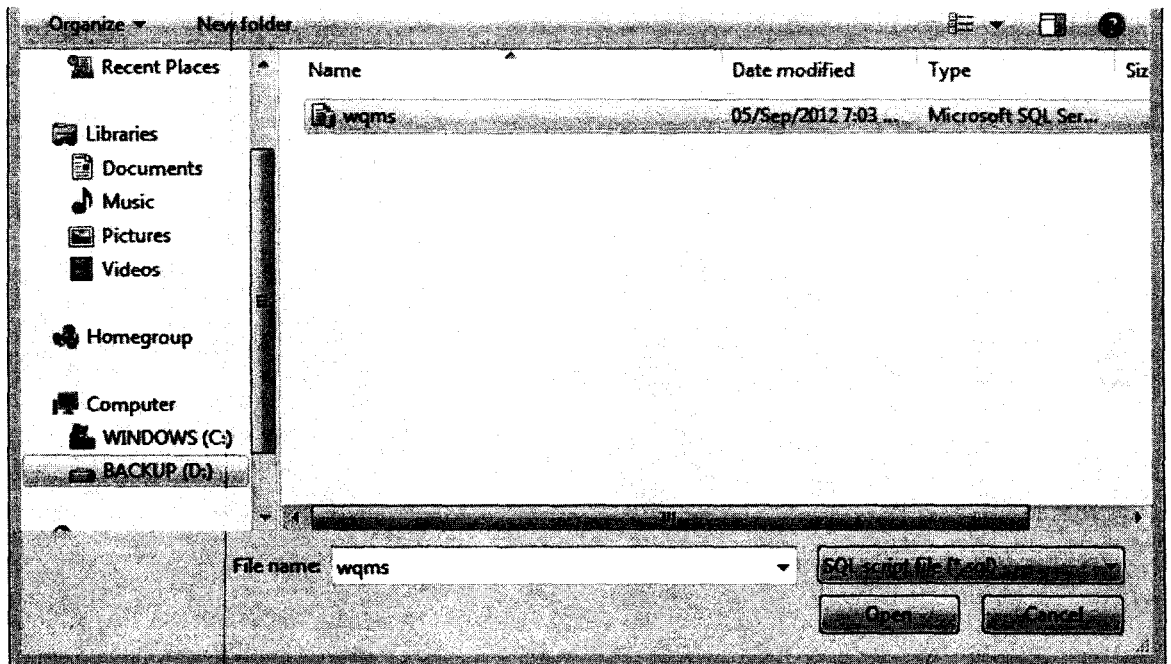 Organize New folder
Recent Places
Libraries
Documents
Music
Pictures
Videos
Homegroup
Computer
WINDOWS (C:)
BACKUP (D:)
Name Date modified Type Siz
wqms 05/Sep/2012 7:03 ... Microsoft SQL Ser...
File name: wqms SQL script file (*.sql)
Open Cancel